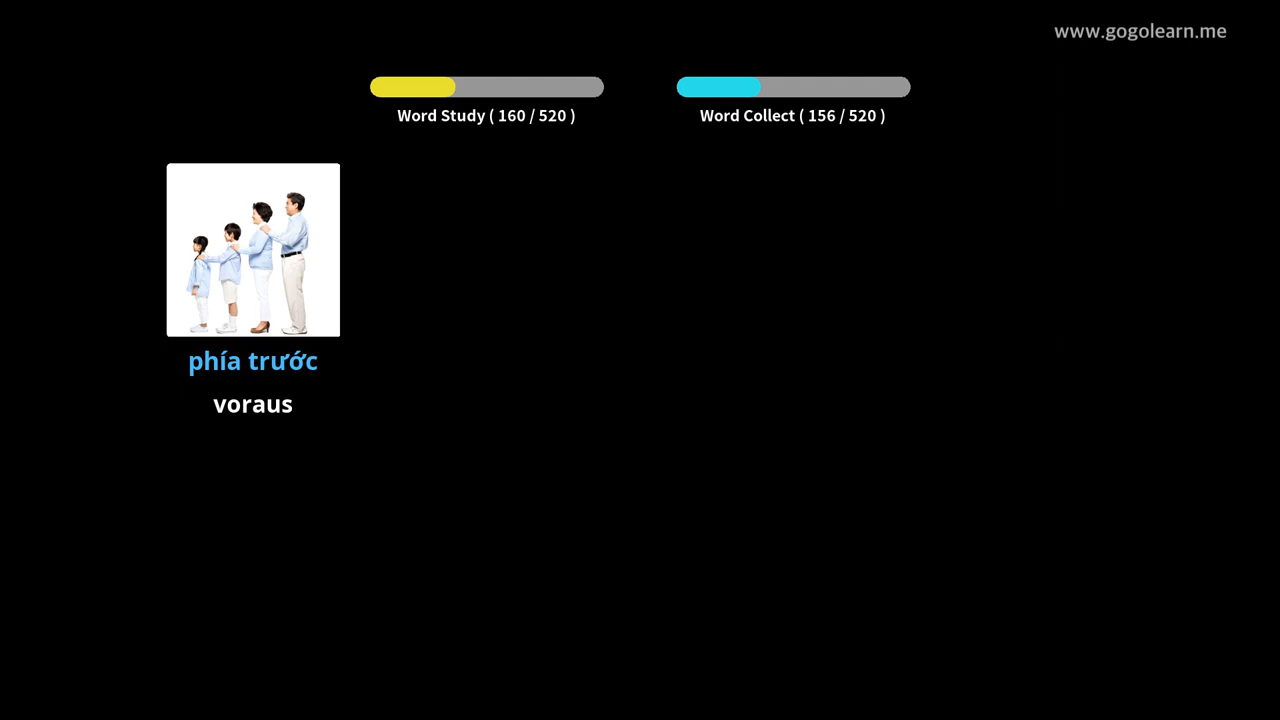 www.gogolearn.me
Word Study ( 160 / 520 )
Word Collect ( 156 / 520 )
phía trước
voraus